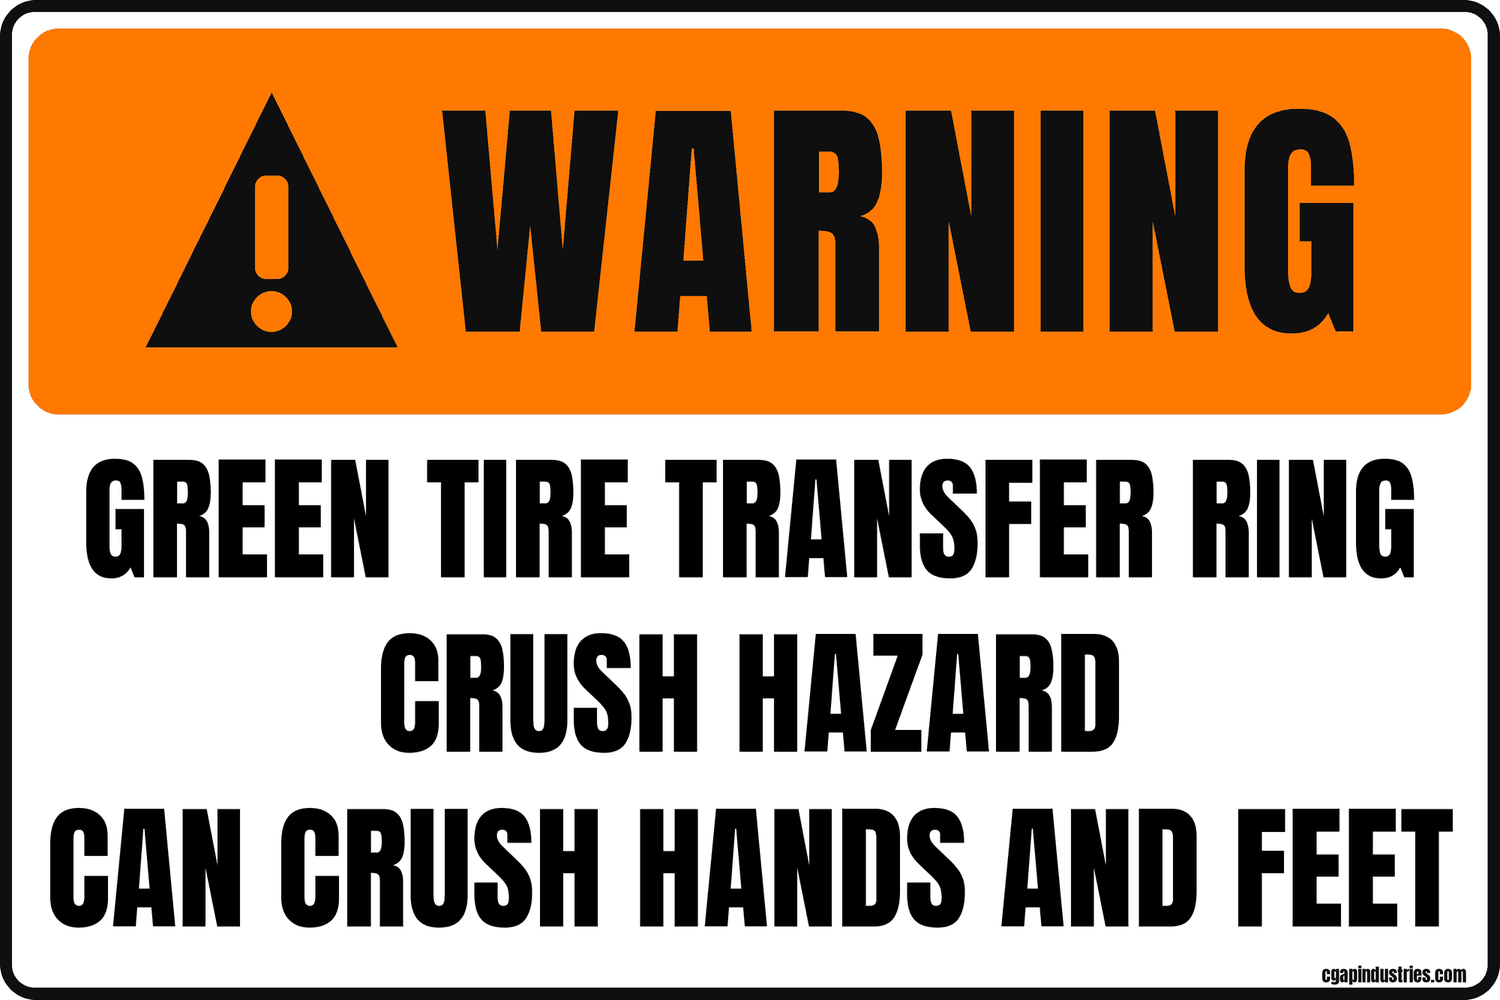 WARNING
GREEN TIRE TRANSFER RING
CRUSH HAZARD
CAN CRUSH HANDS AND FEET
cgapindustries.com